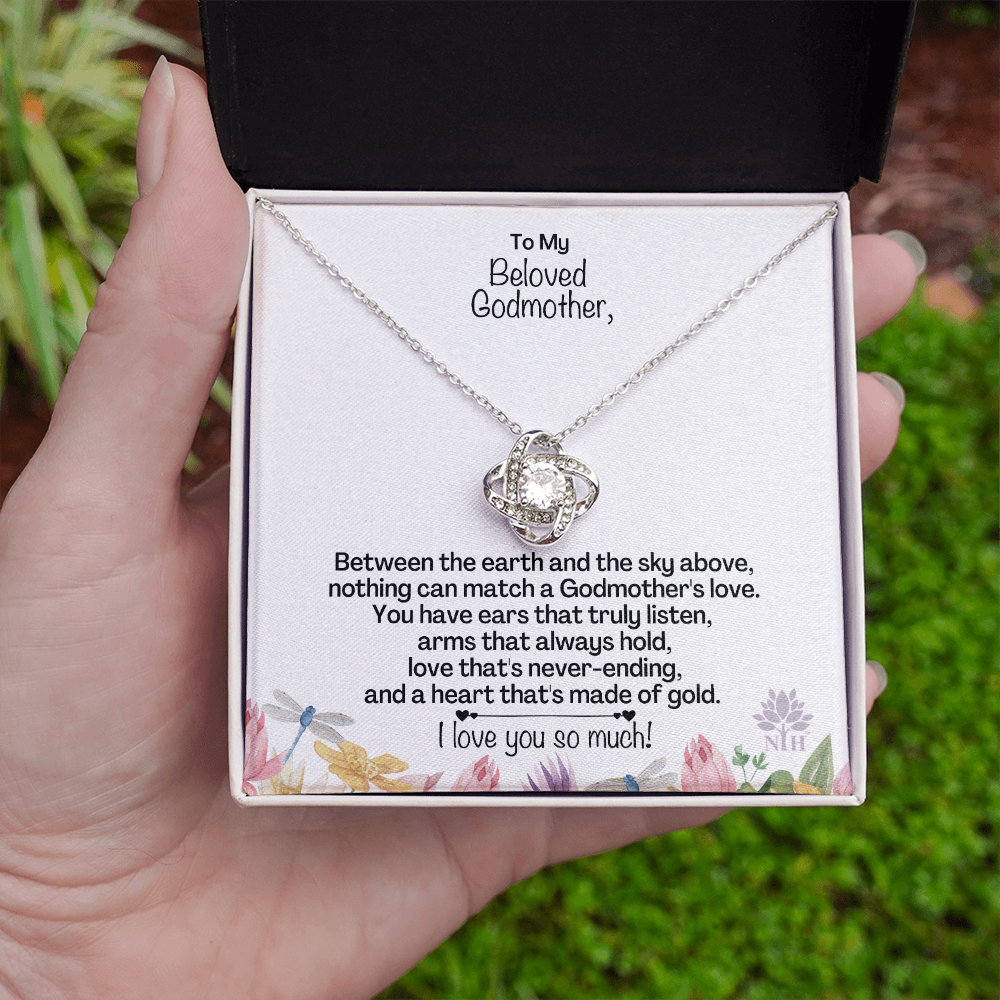 To My
Beloved
Godmother,
Between the earth and the sky above,
nothing can match a Godmother's love.
You have ears that truly listen,
arms that always hold,
love that's never-ending,
and a heart that's made of gold.
I love you so much!
NIH